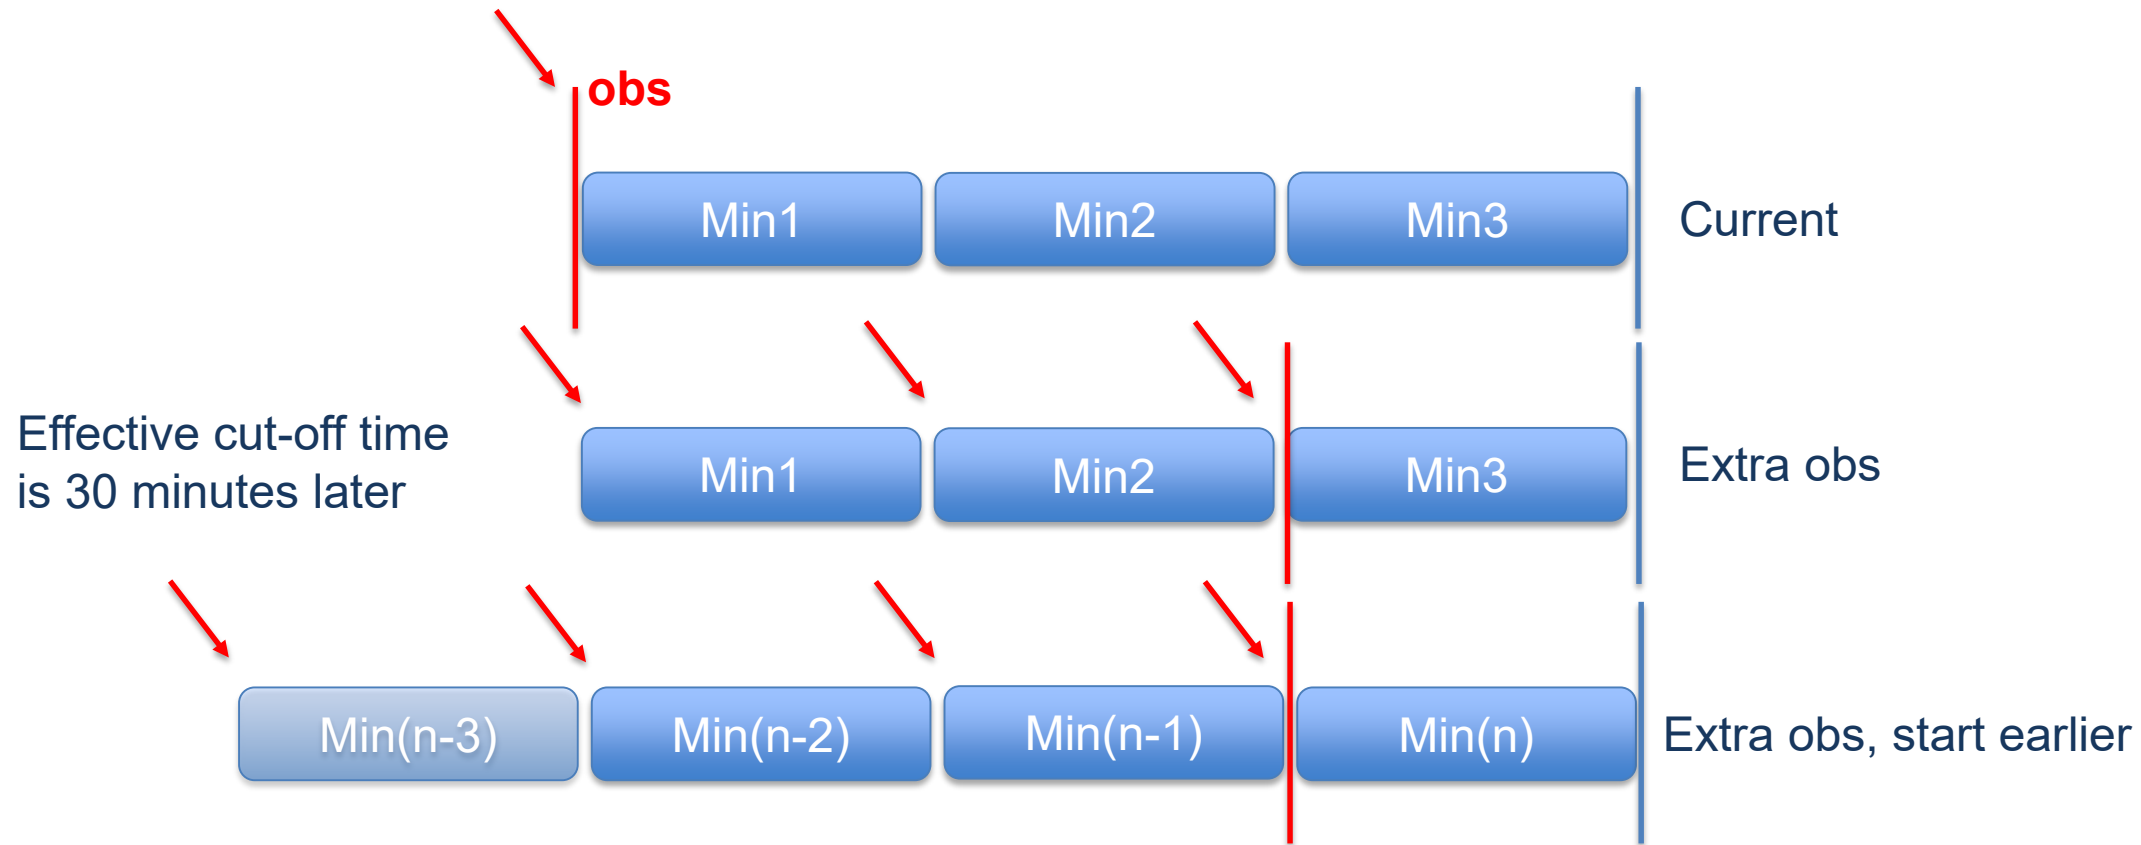 obs
Min1 Min2 Min3 Current
Effective cut-off time
is 30 minutes later
Min1 Min2 Min3 Extra obs
Min(n-3) Min(n-2) Min(n-1) Min(n) Extra obs, start earlier